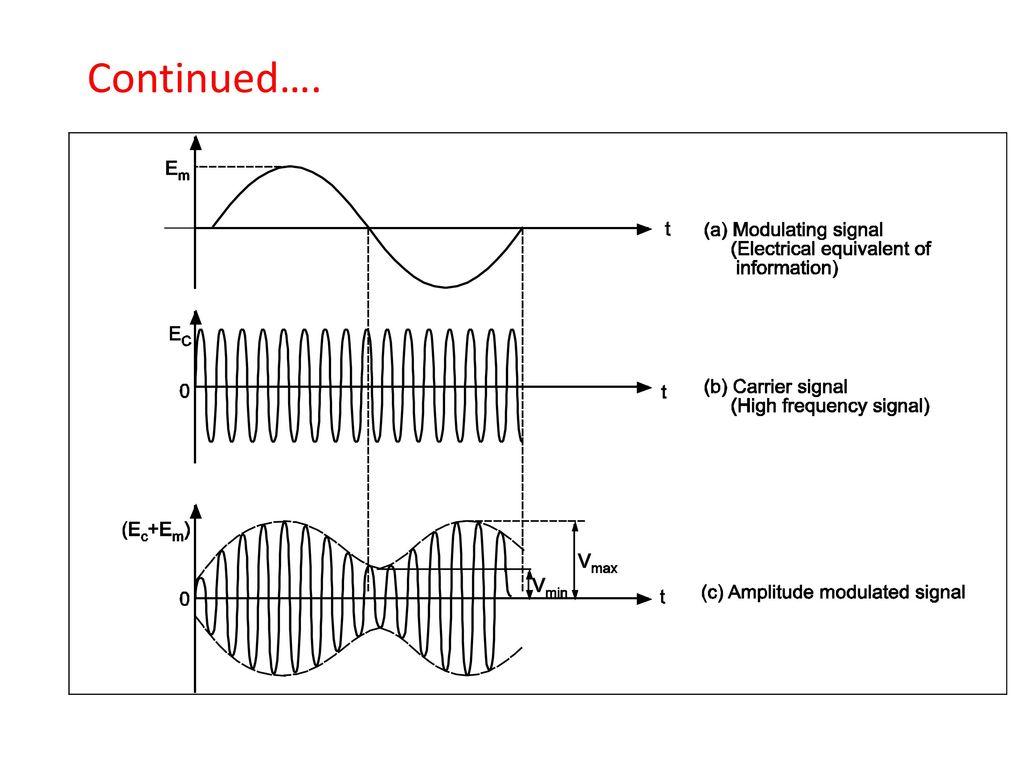 Continued….
Em
t
(a) Modulating signal
(Electrical equivalent of
information)
EC
0
t
(b) Carrier signal
(High frequency signal)
(Ec+Em)
Vmax
Vmin
0
t
(c) Amplitude modulated signal